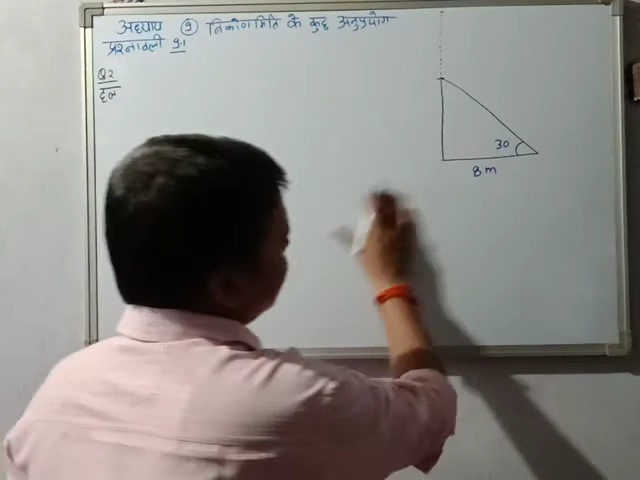 अध्याय 9 त्रिकोणमिति के कुछ अनुप्रयोग
प्रश्नावली 9.1
Q2
हल
30
8 m